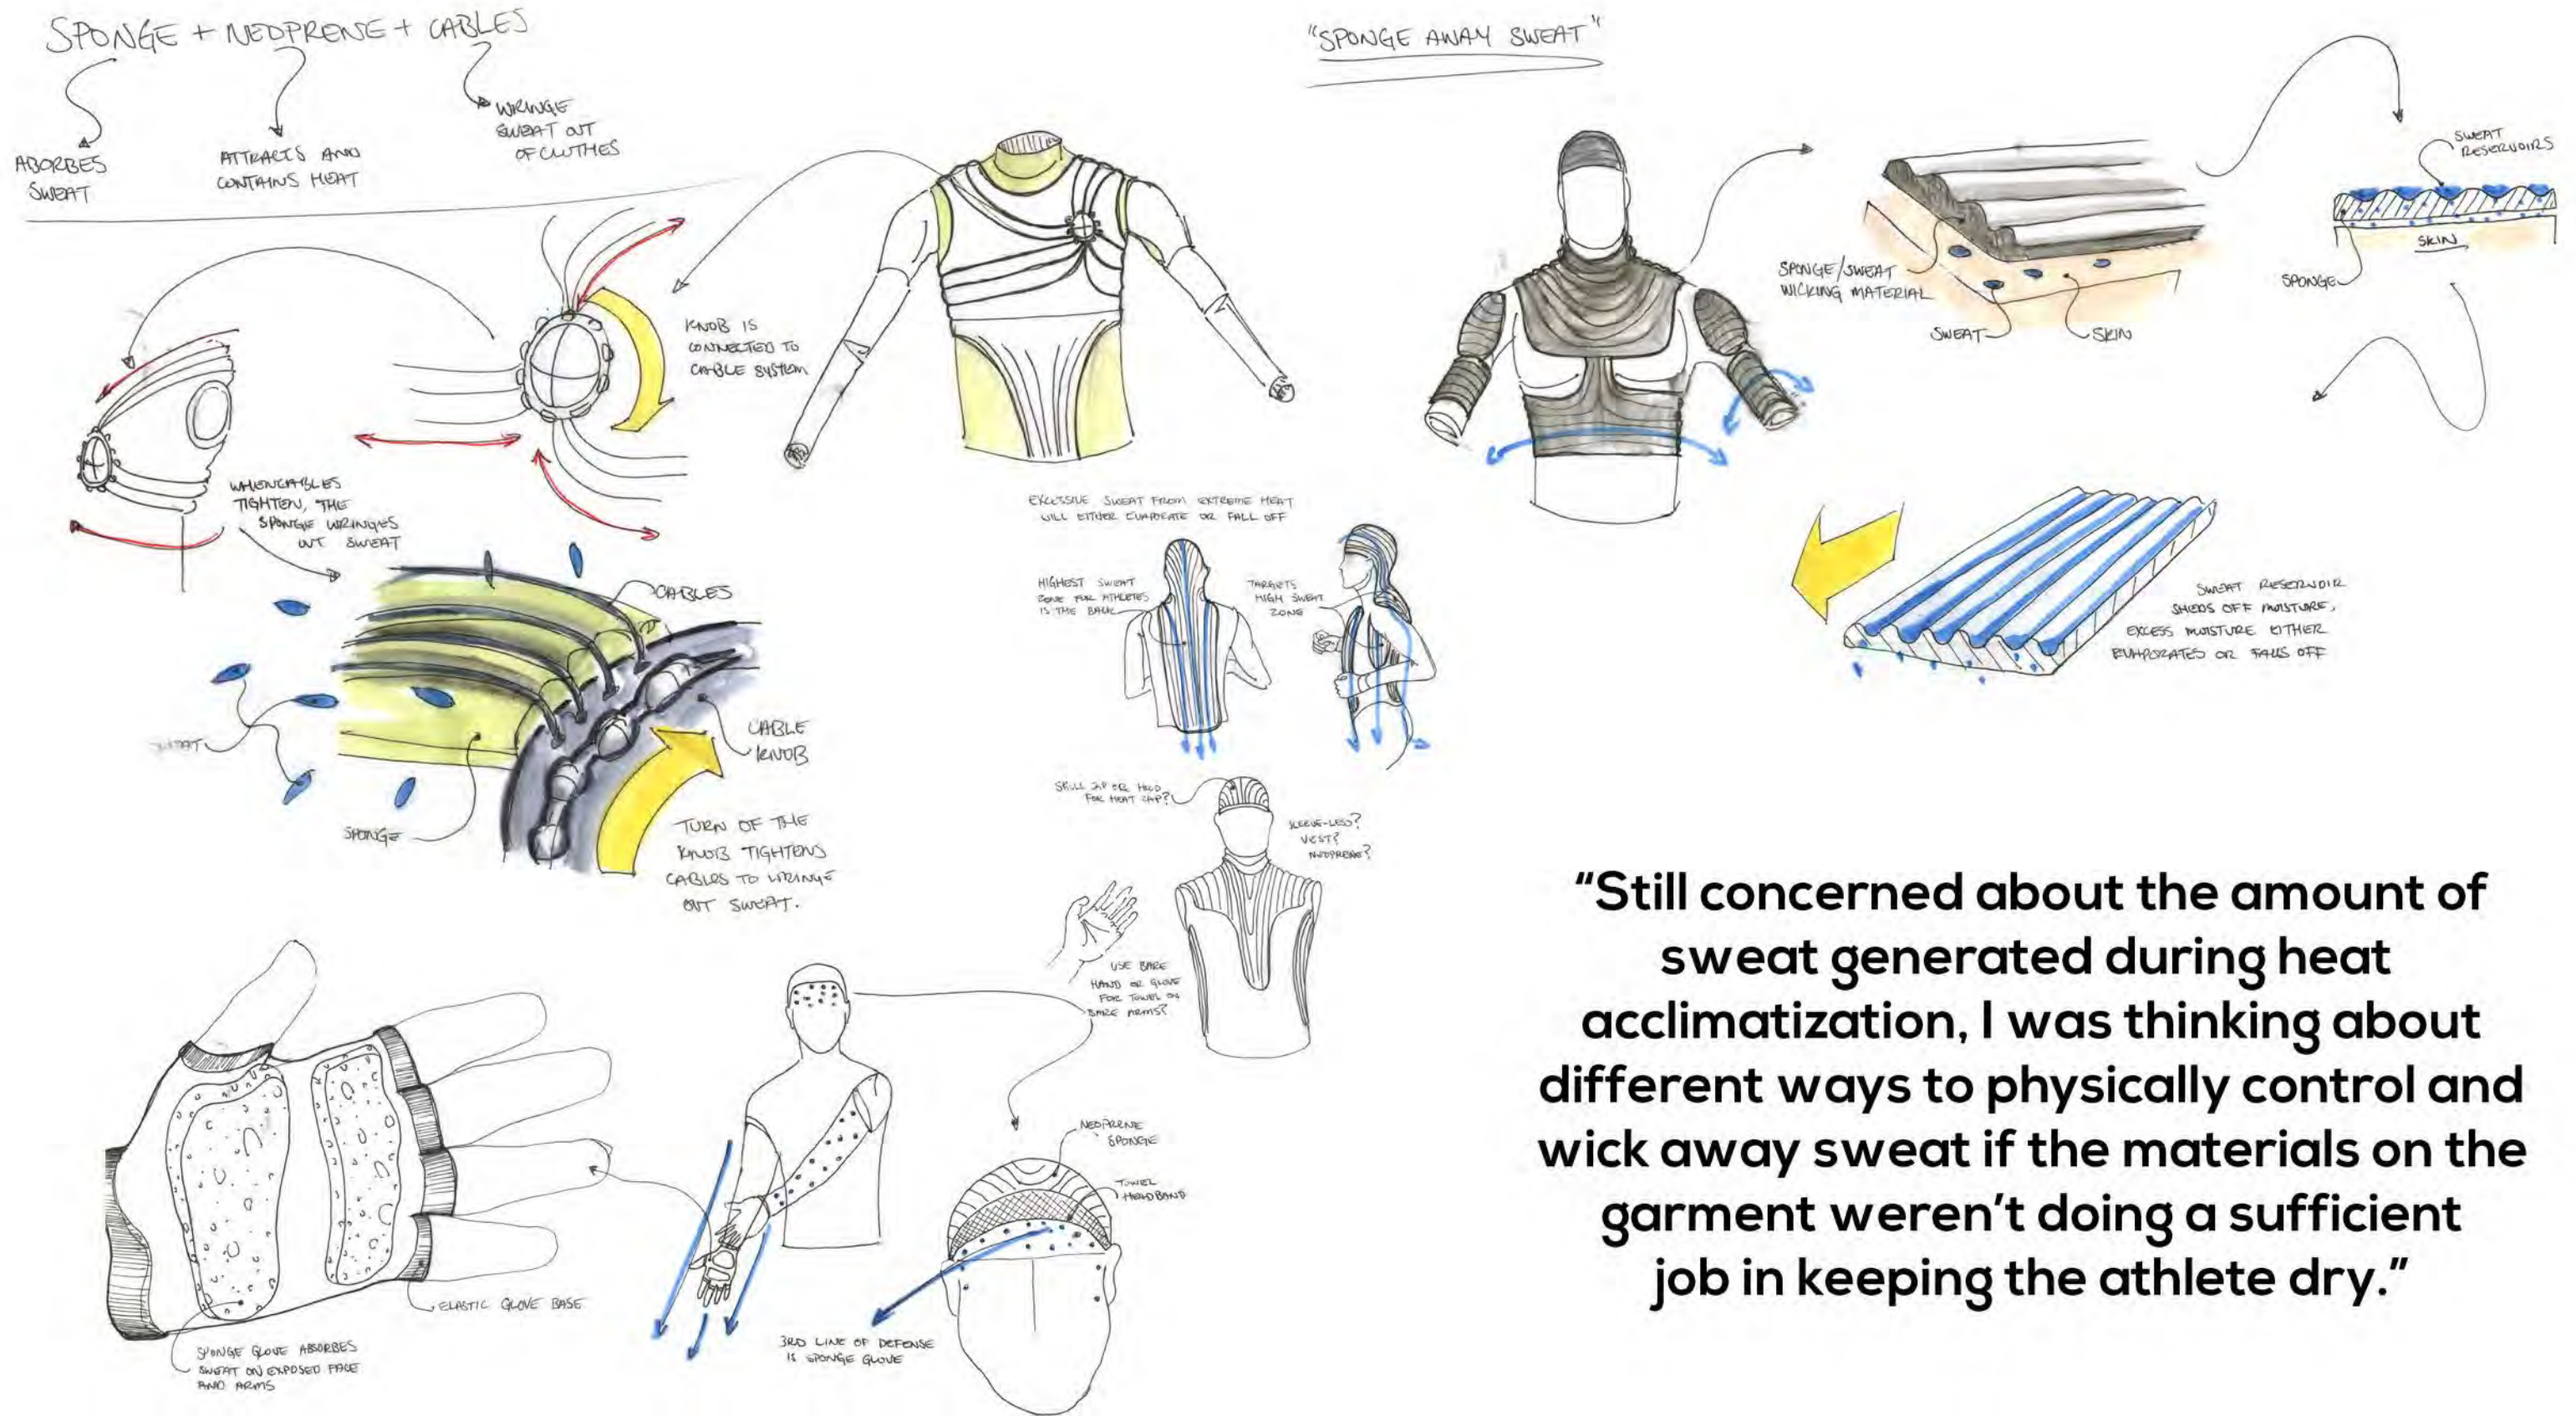 SPONGE + NEOPRENE + CABLES
ABORBES
SWEAT
ATTRACTS AND
CONTAINS HEAT
WRINGE
SWEAT OUT
OF CLOTHES
KNOB IS
CONNECTED TO
CABLE SYSTEM
WHEN CABLES
TIGHTEN, THE
SPONGE WRINGES
OUT SWEAT
CABLES
CABLE
KNOB
SWEAT
SPONGE
TURN OF THE
KNOB TIGHTENS
CABLES TO WRINGE
OUT SWEAT.
"SPONGE AWAY SWEAT"
SPONGE/SWEAT
WICKING MATERIAL
SWEAT
SKIN
SWEAT
RESERVOIRS
SKIN
SPONGE
SWEAT RESERVOIR
SHEDS OFF MOISTURE,
EXCESS MOISTURE EITHER
EVAPORATES OR FALLS OFF
EXCESSIVE SWEAT FROM EXTREME HEAT
WILL EITHER EVAPORATE OR FALL OFF
HIGHEST SWEAT
ZONE FOR ATHLETES
IS THE BACK
TARGETS
HIGH SWEAT
ZONE
SKULL CAP OR HOOD
FOR HEAT CAP?
SLEEVE-LESS?
VEST?
NEOPRENE?
USE BARE
HAND OR GLOVE
FOR TOWEL ON
BARE ARMS?
NEOPRENE
SPONGE
TOWEL
HEADBAND
3RD LINE OF DEFENSE
IS SPONGE GLOVE
ELASTIC GLOVE BASE
SPONGE GLOVE ABSORBES
SWEAT ON EXPOSED FACE
AND ARMS
“Still concerned about the amount of
sweat generated during heat
acclimatization, I was thinking about
different ways to physically control and
wick away sweat if the materials on the
garment weren’t doing a sufficient
job in keeping the athlete dry.”